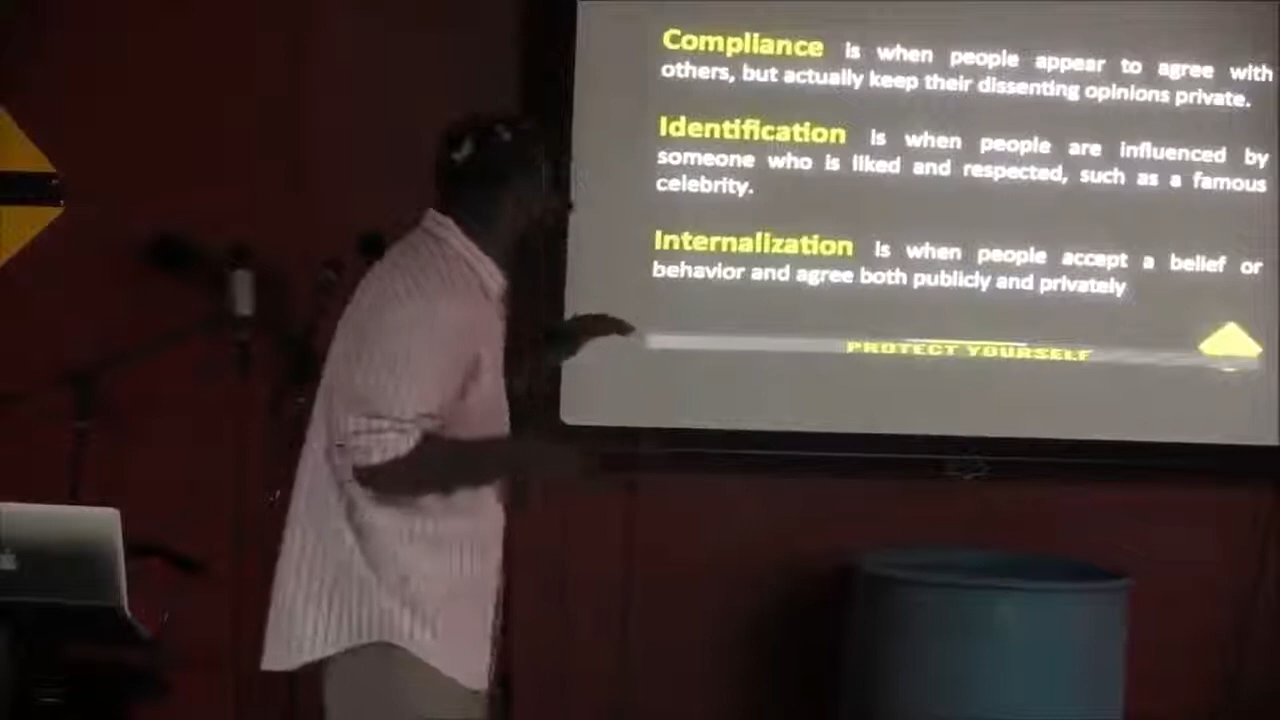 Compliance is when people appear to agree with
others, but actually keep their dissenting opinions private.
Identification is when people are influenced by
someone who is liked and respected, such as a famous
celebrity.
Internalization is when people accept a belief or
behavior and agree both publicly and privately
PROTECT YOURSELF